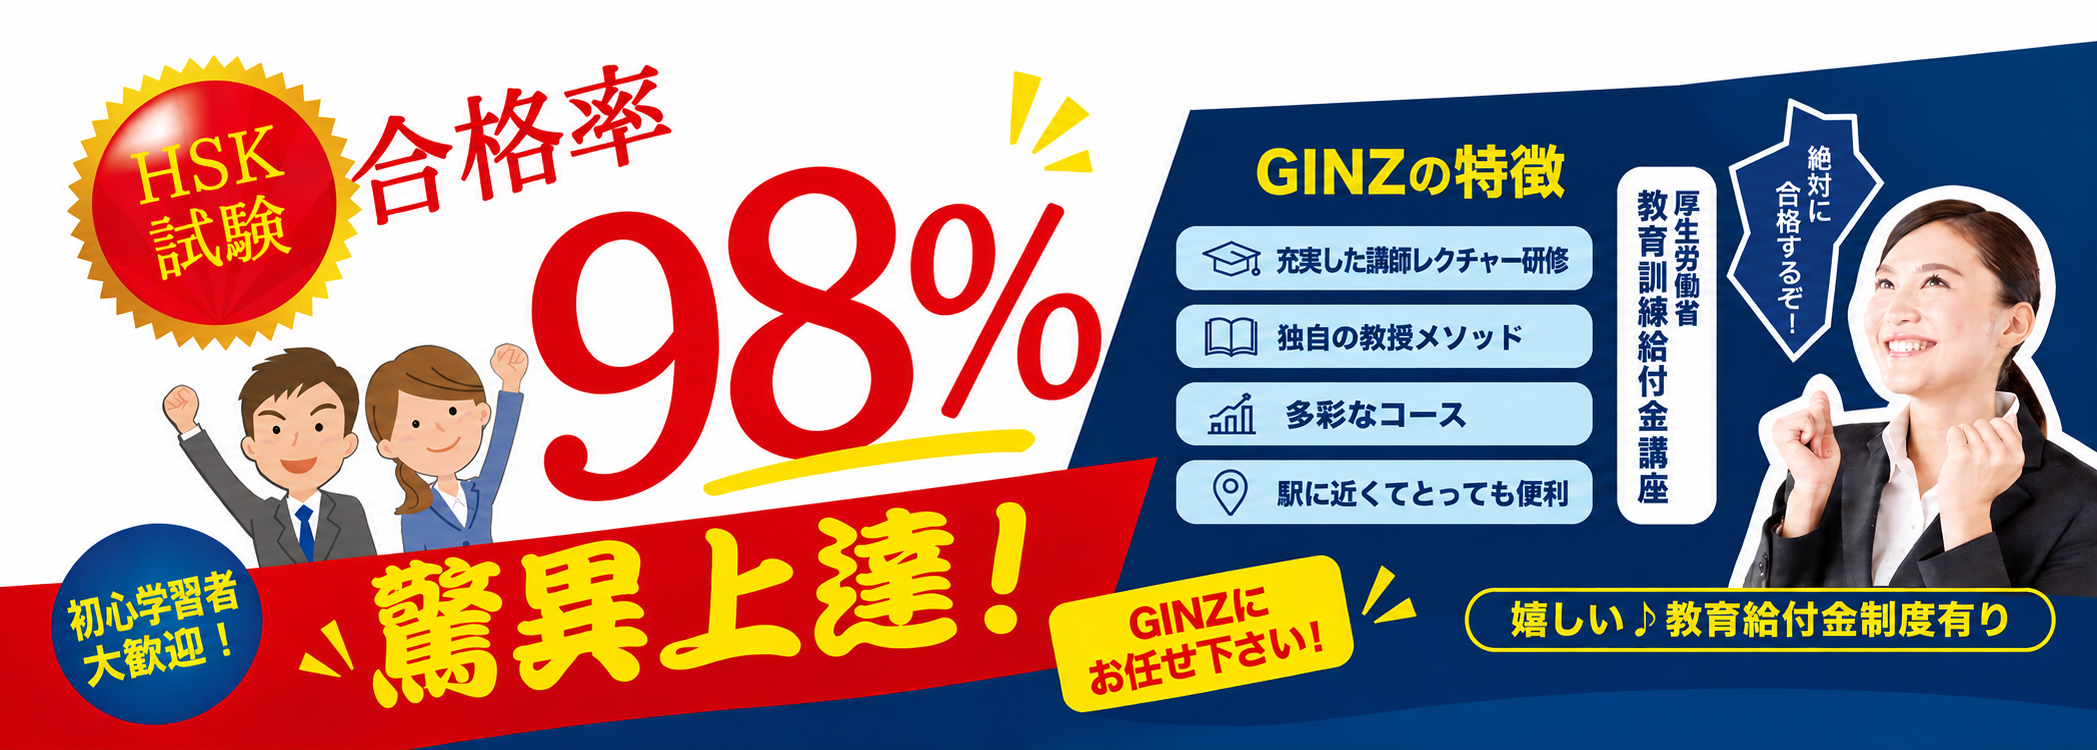 HSK
試験
合格率
98%
驚異上達！
初心学習者
大歓迎！
GINZの特徴
充実した講師レクチャー研修
独自の教授メソッド
多彩なコース
駅に近くてとっても便利
厚生労働省
教育訓練給付金講座
絶対に
合格するぞ！
GINZに
お任せ下さい！
嬉しい♪教育給付金制度有り